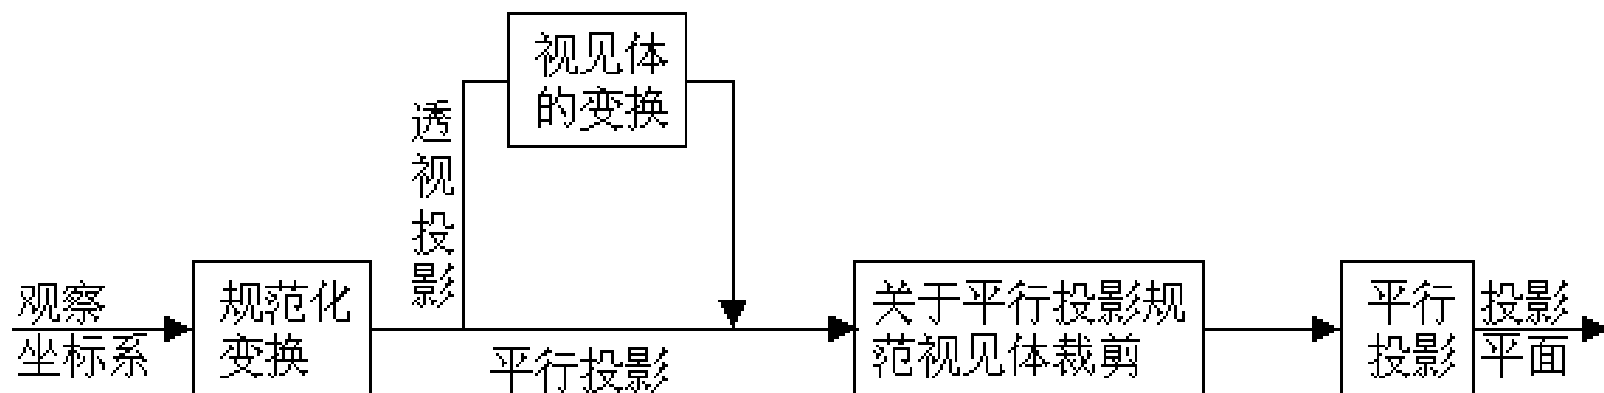 视见体
的变换
透视投影
观察
坐标系
规范化
变换
平行投影
关于平行投影规
范视见体裁剪
平行
投影
投影
平面